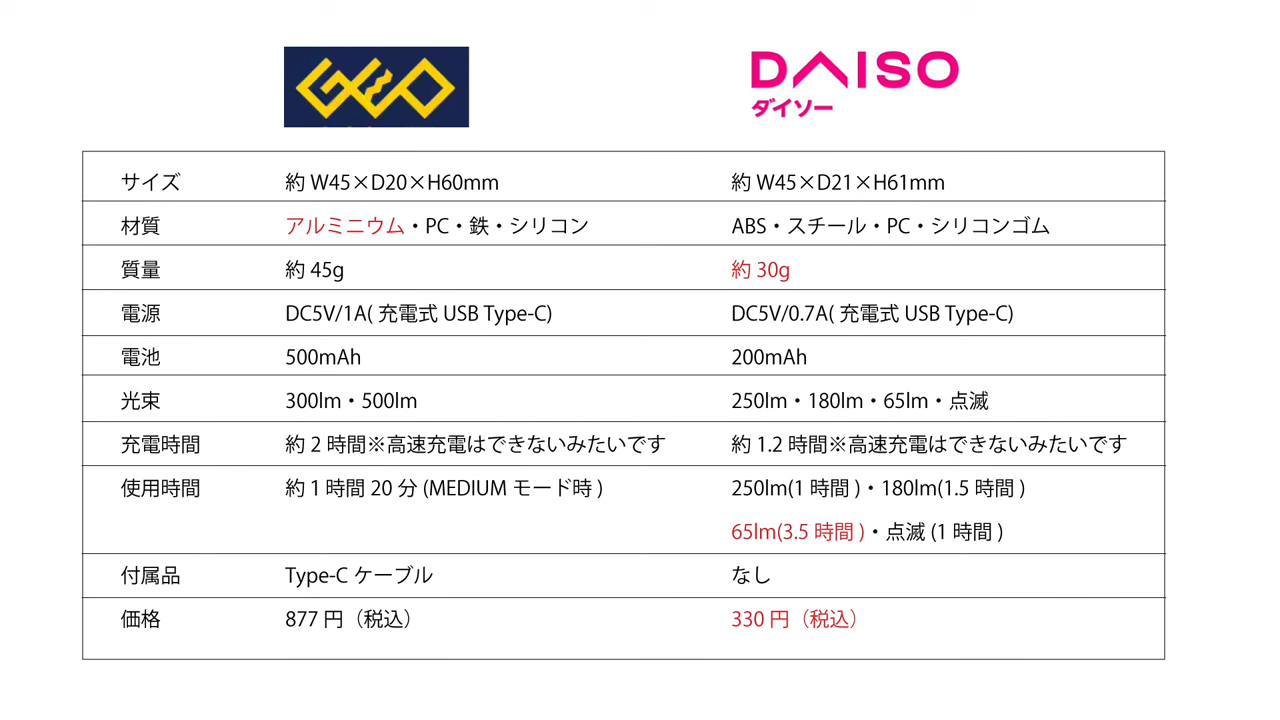 GEO
DAISO
ダイソー
サイズ 約 W45×D20×H60mm 約 W45×D21×H61mm
材質 アルミニウム・PC・鉄・シリコン ABS・スチール・PC・シリコンゴム
質量 約 45g 約 30g
電源 DC5V/1A( 充電式 USB Type-C) DC5V/0.7A( 充電式 USB Type-C)
電池 500mAh 200mAh
光束 300lm・500lm 250lm・180lm・65lm・点滅
充電時間 約 2 時間※高速充電はできないみたいです 約 1.2 時間※高速充電はできないみたいです
使用時間 約 1 時間 20 分 (MEDIUM モード時 ) 250lm(1 時間 )・180lm(1.5 時間 )
65lm(3.5 時間 )・点滅 (1 時間 )
付属品 Type-C ケーブル なし
価格 877 円（税込） 330 円（税込）